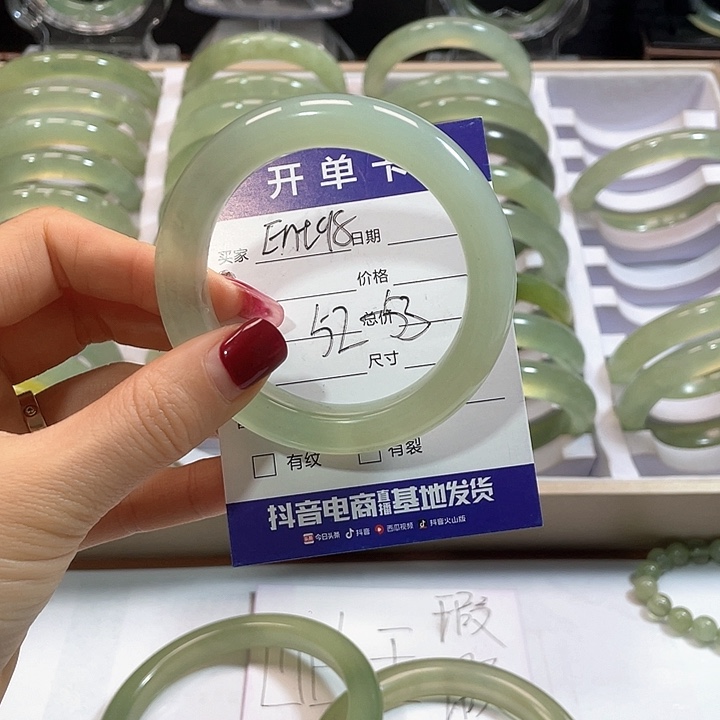 开单卡
买家 Ent98 日期
价格
52 总价 53
尺寸
有纹 有裂
抖音电商直播基地发货
今日头条 抖音 西瓜视频 抖音火山版
瑕